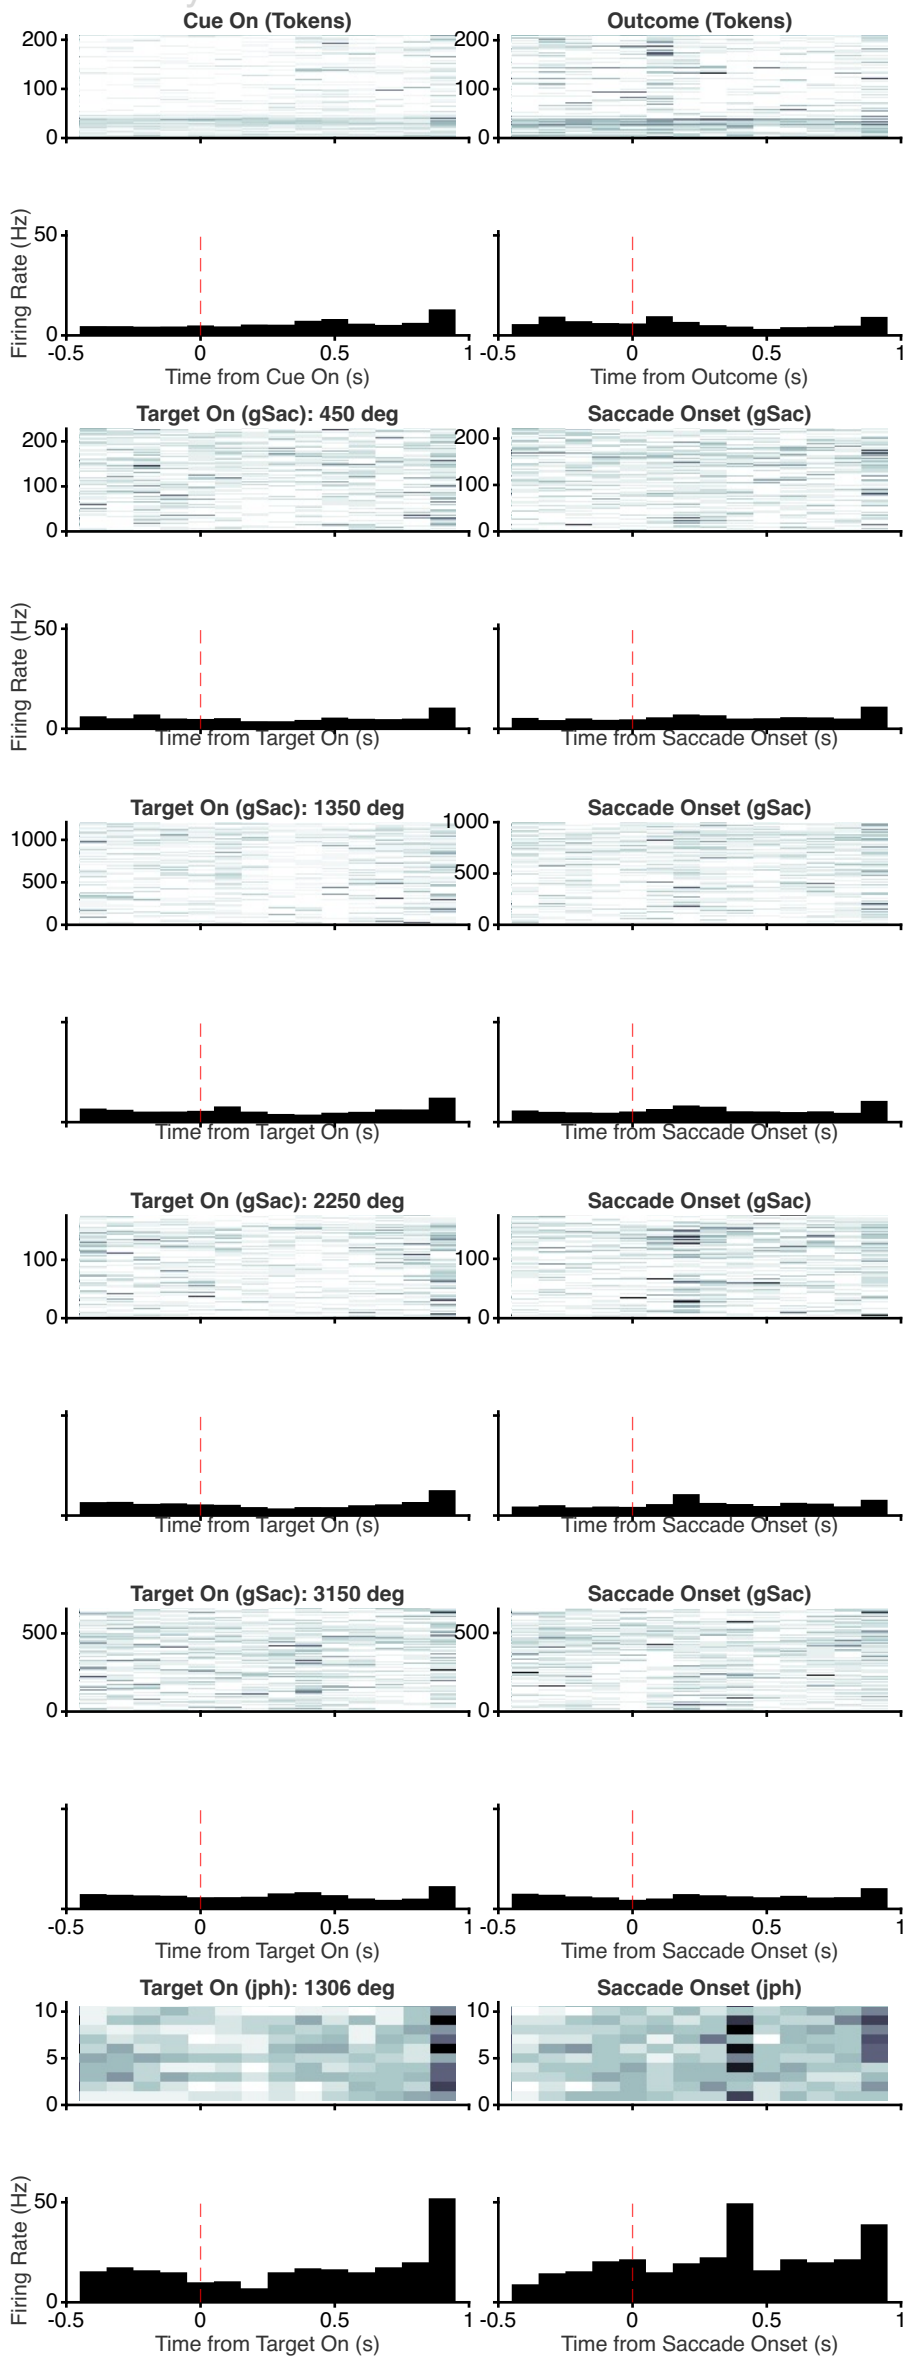 Cue On (Tokens) Outcome (Tokens)
200 200
100 100
0 0
Firing Rate (Hz)
50
0
-0.5 0 0.5 1 -0.5 0 0.5 1
Time from Cue On (s) Time from Outcome (s)
Target On (gSac): 450 deg Saccade Onset (gSac)
200 200
100 100
0 0
Firing Rate (Hz)
50
0
Time from Target On (s) Time from Saccade Onset (s)
Target On (gSac): 1350 deg Saccade Onset (gSac)
1000 1000
500 500
0 0
Time from Target On (s) Time from Saccade Onset (s)
Target On (gSac): 2250 deg Saccade Onset (gSac)
100 100
0 0
Time from Target On (s) Time from Saccade Onset (s)
Target On (gSac): 3150 deg Saccade Onset (gSac)
500 500
0 0
-0.5 0 0.5 1 -0.5 0 0.5 1
Time from Target On (s) Time from Saccade Onset (s)
Target On (jph): 1306 deg Saccade Onset (jph)
10 10
5 5
0 0
Firing Rate (Hz)
50
0
-0.5 0 0.5 1 -0.5 0 0.5 1
Time from Target On (s) Time from Saccade Onset (s)